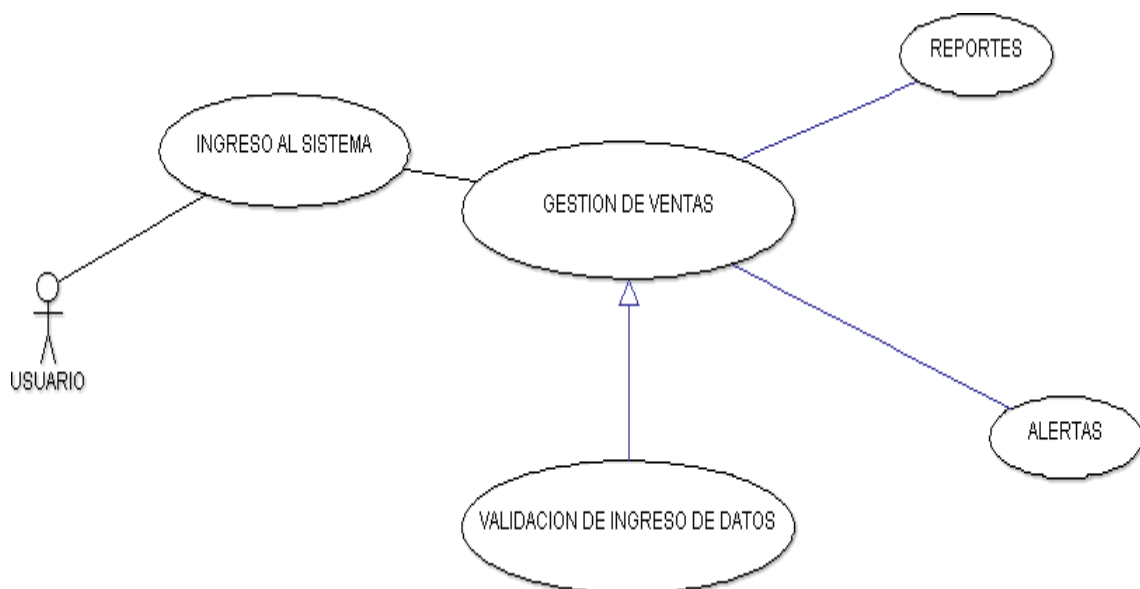 REPORTES
INGRESO AL SISTEMA
GESTION DE VENTAS
USUARIO
ALERTAS
VALIDACION DE INGRESO DE DATOS